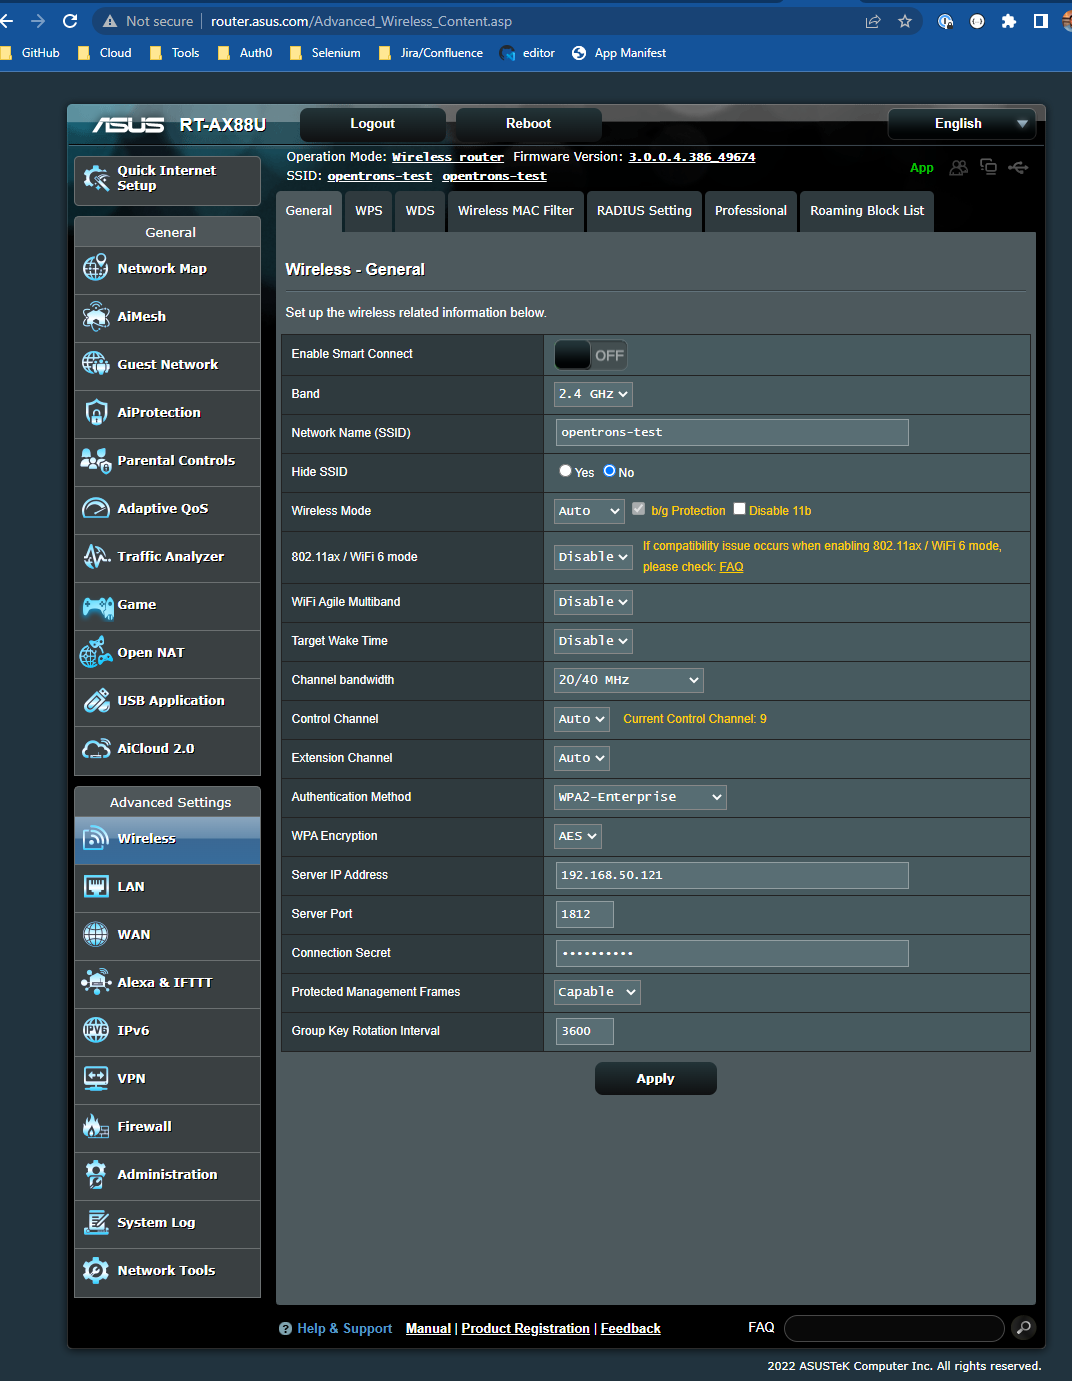 Not secure | router.asus.com/Advanced_Wireless_Content.asp
GitHub Cloud Tools Auth0 Selenium Jira/Confluence editor App Manifest
ASUS RT-AX88U Logout Reboot English
Operation Mode: Wireless router Firmware Version: 3.0.0.4.386_49674
SSID: opentrons-test opentrons-test
App
Quick Internet
Setup
General
Network Map
AiMesh
Guest Network
AiProtection
Parental Controls
Adaptive QoS
Traffic Analyzer
Game
Open NAT
USB Application
AiCloud 2.0
Advanced Settings
Wireless
LAN
WAN
Alexa & IFTTT
IPv6
VPN
Firewall
Administration
System Log
Network Tools
General WPS WDS Wireless MAC Filter RADIUS Setting Professional Roaming Block List
Wireless - General
Set up the wireless related information below.
Enable Smart Connect OFF
Band 2.4 GHz
Network Name (SSID) opentrons-test
Hide SSID Yes No
Wireless Mode Auto b/g Protection Disable 11b
802.11ax / WiFi 6 mode Disable If compatibility issue occurs when enabling 802.11ax / WiFi 6 mode,
please check: FAQ
WiFi Agile Multiband Disable
Target Wake Time Disable
Channel bandwidth 20/40 MHz
Control Channel Auto Current Control Channel: 9
Extension Channel Auto
Authentication Method WPA2-Enterprise
WPA Encryption AES
Server IP Address 192.168.50.121
Server Port 1812
Connection Secret ••••••••••
Protected Management Frames Capable
Group Key Rotation Interval 3600
Apply
Help & Support Manual | Product Registration | Feedback FAQ
2022 ASUSTeK Computer Inc. All rights reserved.